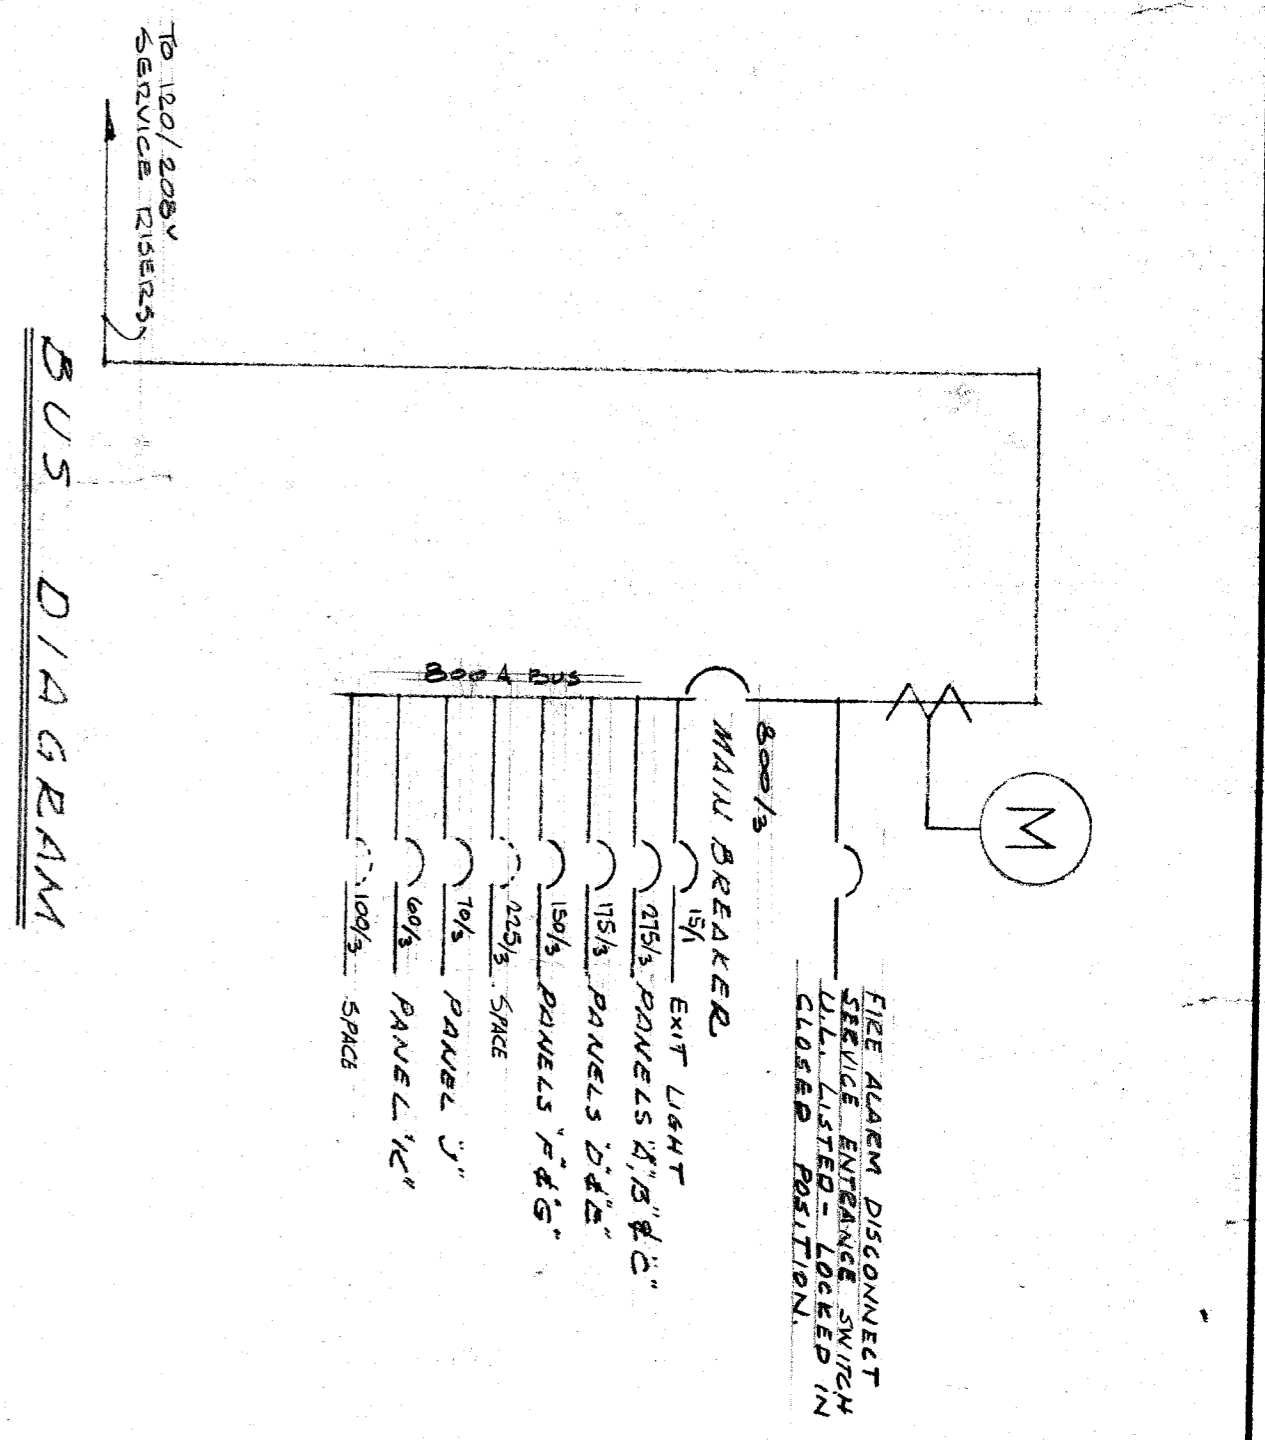 M
FIRE ALARM DISCONNECT
SERVICE ENTRANCE SWITCH
U.L. LISTED - LOCKED IN
CLOSED POSITION.
800/3
MAIN BREAKER
800 A BUS
15/1 EXIT LIGHT
275/3 PANELS "A", "B" & "C"
175/3 PANELS "D" & "E"
150/3 PANELS "F" & "G"
225/3 SPACE
70/3 PANEL "J"
60/3 PANEL "K"
100/3 SPACE
TO 120/208V
SERVICE RISERS
BUS DIAGRAM